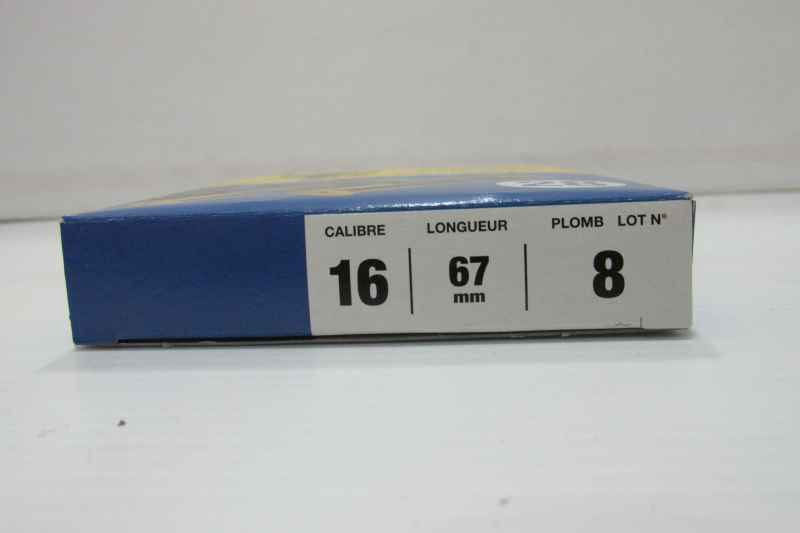 CALIBRE LONGUEUR PLOMB LOT N°
16 67 8
mm